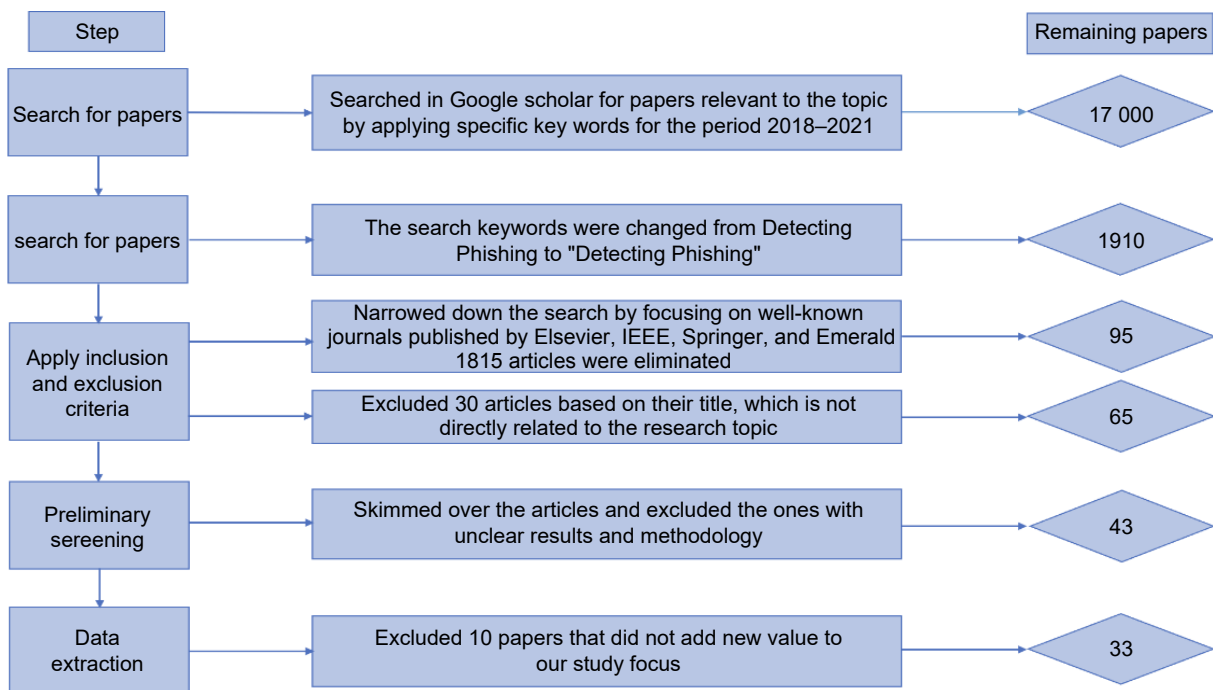 Step
Remaining papers
Search for papers
Searched in Google scholar for papers relevant to the topic
by applying specific key words for the period 2018–2021
17 000
search for papers
The search keywords were changed from Detecting
Phishing to "Detecting Phishing"
1910
Apply inclusion
and exclusion
criteria
Narrowed down the search by focusing on well-known
journals published by Elsevier, IEEE, Springer, and Emerald
1815 articles were eliminated
95
Excluded 30 articles based on their title, which is not
directly related to the research topic
65
Preliminary
sereening
Skimmed over the articles and excluded the ones with
unclear results and methodology
43
Data
extraction
Excluded 10 papers that did not add new value to
our study focus
33